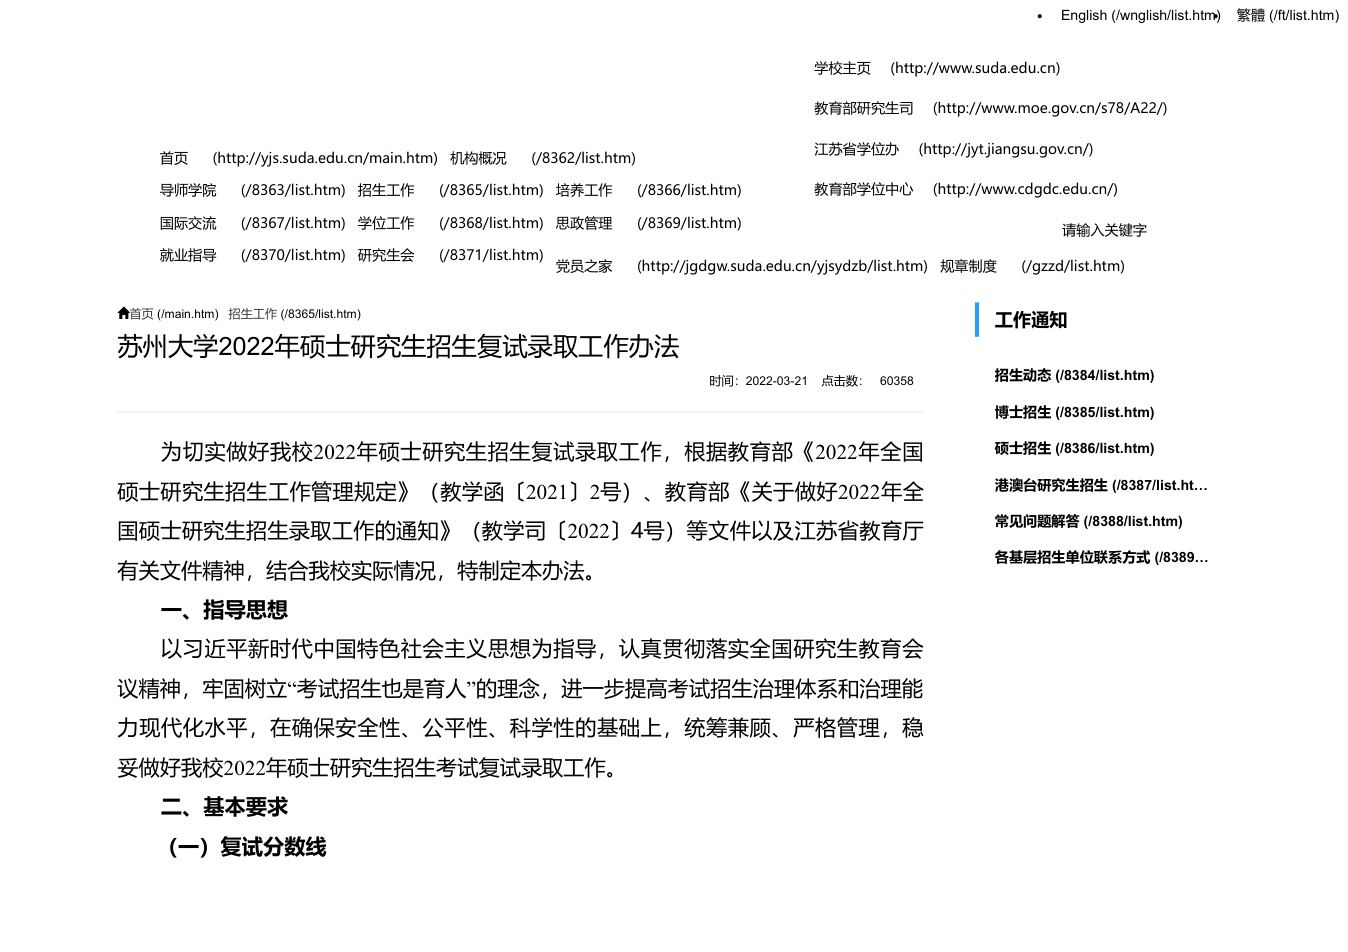 English (/wnglish/list.htm) 繁體 (/ft/list.htm)
学校主页 (http://www.suda.edu.cn)
教育部研究生司 (http://www.moe.gov.cn/s78/A22/)
江苏省学位办 (http://jyt.jiangsu.gov.cn/)
教育部学位中心 (http://www.cdgdc.edu.cn/)
请输入关键字
首页 (http://yjs.suda.edu.cn/main.htm) 机构概况 (/8362/list.htm)
导师学院 (/8363/list.htm) 招生工作 (/8365/list.htm) 培养工作 (/8366/list.htm)
国际交流 (/8367/list.htm) 学位工作 (/8368/list.htm) 思政管理 (/8369/list.htm)
就业指导 (/8370/list.htm) 研究生会 (/8371/list.htm)
党员之家 (http://jgdgw.suda.edu.cn/yjsydzb/list.htm) 规章制度 (/gzzd/list.htm)
首页 (/main.htm) 招生工作 (/8365/list.htm)
苏州大学2022年硕士研究生招生复试录取工作办法
时间：2022-03-21 点击数： 60358
为切实做好我校2022年硕士研究生招生复试录取工作，根据教育部《2022年全国
硕士研究生招生工作管理规定》（教学函〔2021〕2号）、教育部《关于做好2022年全
国硕士研究生招生录取工作的通知》（教学司〔2022〕4号）等文件以及江苏省教育厅
有关文件精神，结合我校实际情况，特制定本办法。
一、指导思想
以习近平新时代中国特色社会主义思想为指导，认真贯彻落实全国研究生教育会
议精神，牢固树立“考试招生也是育人”的理念，进一步提高考试招生治理体系和治理能
力现代化水平，在确保安全性、公平性、科学性的基础上，统筹兼顾、严格管理，稳
妥做好我校2022年硕士研究生招生考试复试录取工作。
二、基本要求
（一）复试分数线
工作通知
招生动态 (/8384/list.htm)
博士招生 (/8385/list.htm)
硕士招生 (/8386/list.htm)
港澳台研究生招生 (/8387/list.ht…
常见问题解答 (/8388/list.htm)
各基层招生单位联系方式 (/8389…